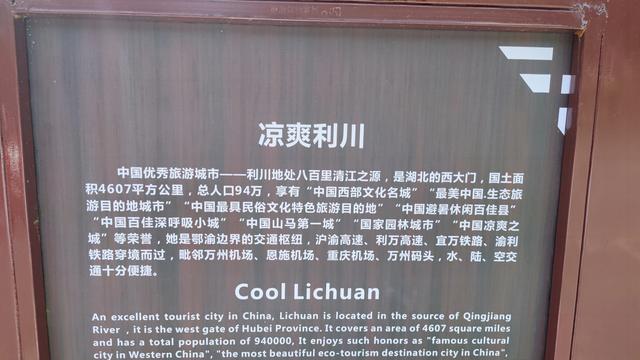 凉爽利川
中国优秀旅游城市——利川地处八百里清江之源，是湖北的西大门，国土面
积4607平方公里，总人口94万，享有“中国西部文化名城”“最美中国.生态旅
游目的地城市”“中国最具民俗文化特色旅游目的地”“中国避暑休闲百佳县”
“中国百佳深呼吸小城”“中国山马第一城”“国家园林城市”“中国凉爽之
城”等荣誉，她是鄂渝边界的交通枢纽，沪渝高速、利万高速、宜万铁路、渝利
铁路穿境而过，毗邻万州机场、恩施机场、重庆机场、万州码头，水、陆、空交
通十分便捷。
Cool Lichuan
An excellent tourist city in China, Lichuan is located in the source of Qingjiang
River , it is the west gate of Hubei Province. It covers an area of 4607 square miles
and has a total population of 940000, It enjoys such honors as "famous cultural
city in Western China", "the most beautiful eco-tourism destination city in China",